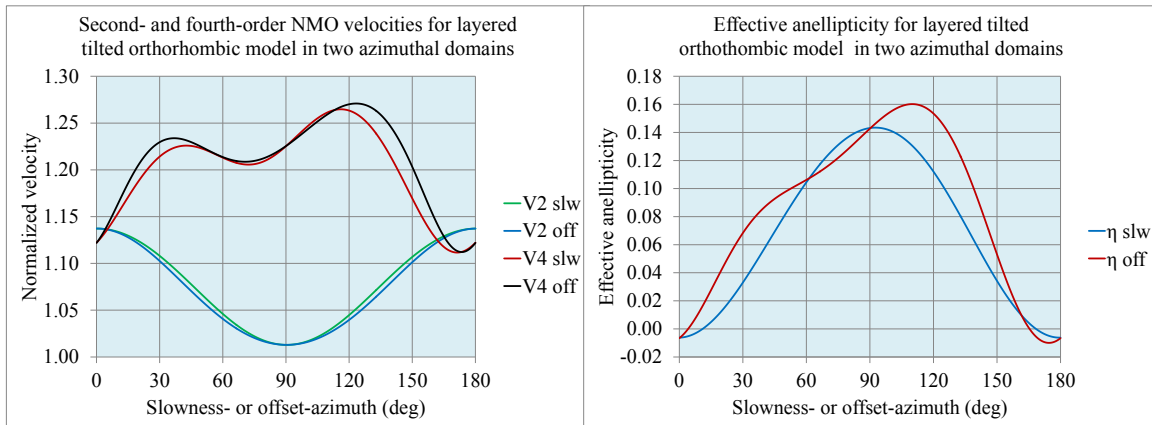 Second- and fourth-order NMO velocities for layered
tilted orthorhombic model in two azimuthal domains
1.30
1.25
1.20
1.15
1.10
1.05
1.00
Normalized velocity
0 30 60 90 120 150 180
Slowness- or offset-azimuth (deg)
V2 slw
V2 off
V4 slw
V4 off
Effective anellipticity for layered tilted
orthothombic model in two azimuthal domains
0.18
0.16
0.14
0.12
0.10
0.08
0.06
0.04
0.02
0.00
-0.02
Effective anellipticity
0 30 60 90 120 150 180
Slowness- or offset-azimuth (deg)
η slw
η off